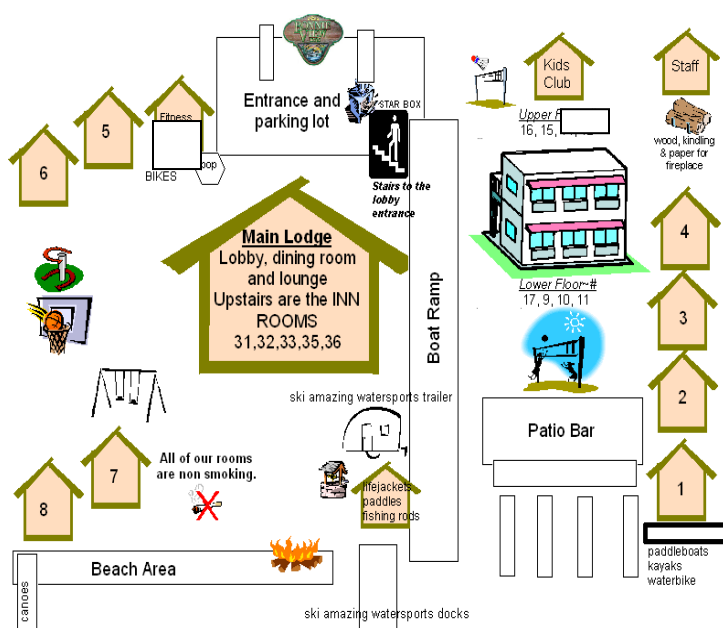 BONNIE VIEW
Entrance and
parking lot
STAR BOX
Stairs to the
lobby
entrance
Kids
Club
Staff
wood, kindling
& paper for
fireplace
Upper
16, 15,
5
6
Fitness
BIKES
Main Lodge
Lobby, dining room
and lounge
Upstairs are the INN
ROOMS
31,32,33,35,36
Boat Ramp
Lower Floor~#
17, 9, 10, 11
4
3
2
1
ski amazing watersports trailer
Patio Bar
All of our rooms
are non smoking.
7
8
lifejackets
paddles
fishing rods
Beach Area
canoes
ski amazing watersports docks
paddleboats
kayaks
waterbike